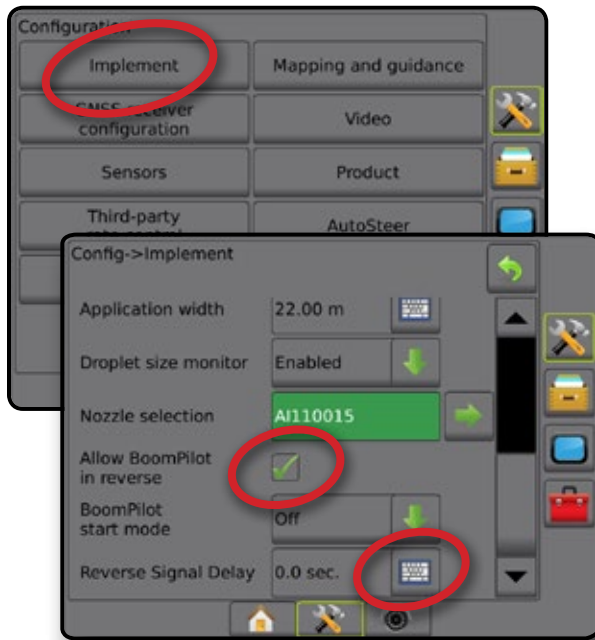 Configuration
Implement
Mapping and guidance
GNSS receiver
configuration
Video
Sensors
Product
Third-party
AutoSteer
Config->Implement
Application width
22.00 m
Droplet size monitor
Enabled
Nozzle selection
AI110015
Allow BoomPilot
in reverse
BoomPilot
start mode
Off
Reverse Signal Delay
0.0 sec.